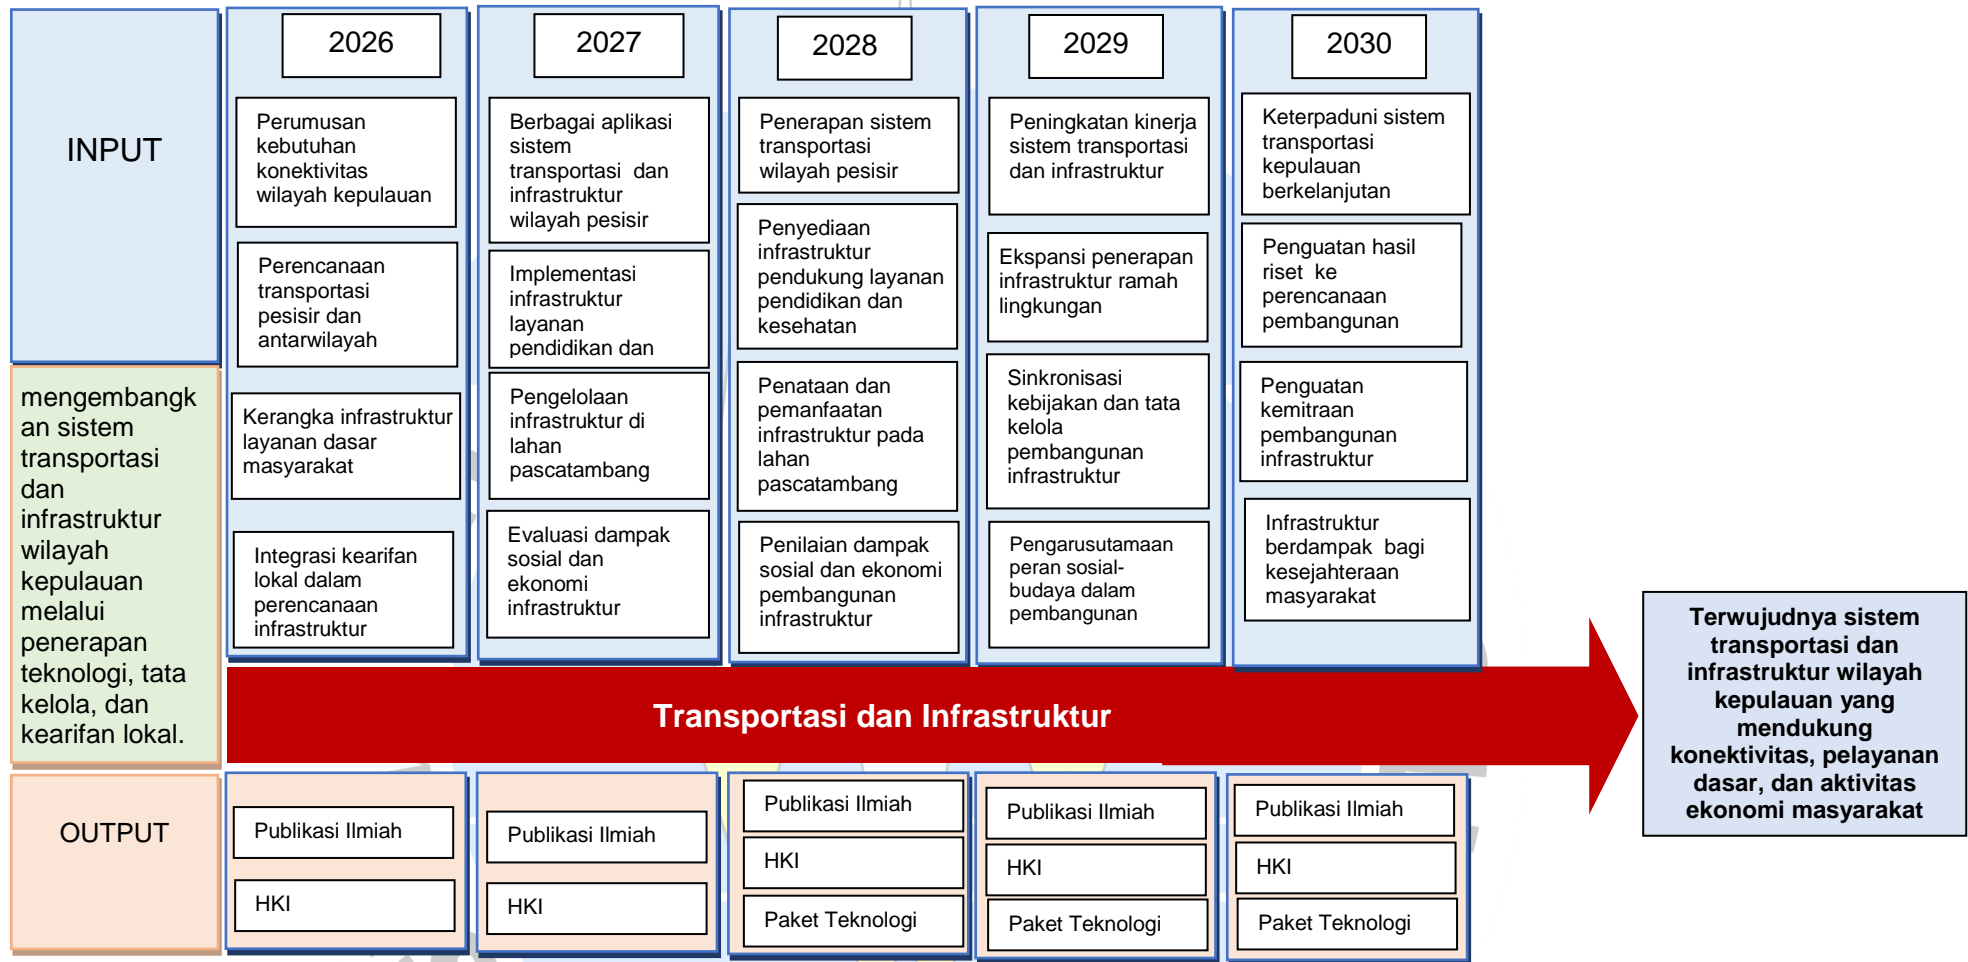 INPUT
mengembangk
an sistem
transportasi
dan
infrastruktur
wilayah
kepulauan
melalui
penerapan
teknologi, tata
kelola, dan
kearifan lokal.
OUTPUT
2026
Perumusan
kebutuhan
konektivitas
wilayah kepulauan
Perencanaan
transportasi
pesisir dan
antarwilayah
Kerangka infrastruktur
layanan dasar
masyarakat
Integrasi kearifan
lokal dalam
perencanaan
infrastruktur
2027
Berbagai aplikasi
sistem
transportasi dan
infrastruktur
wilayah pesisir
Implementasi
infrastruktur
layanan
pendidikan dan
Pengelolaan
infrastruktur di
lahan
pascatambang
Evaluasi dampak
sosial dan
ekonomi
infrastruktur
2028
Penerapan sistem
transportasi
wilayah pesisir
Penyediaan
infrastruktur
pendukung layanan
pendidikan dan
kesehatan
Penataan dan
pemanfaatan
infrastruktur pada
lahan
pascatambang
Penilaian dampak
sosial dan ekonomi
pembangunan
infrastruktur
2029
Peningkatan kinerja
sistem transportasi
dan infrastruktur
Ekspansi penerapan
infrastruktur ramah
lingkungan
Sinkronisasi
kebijakan dan tata
kelola
pembangunan
infrastruktur
Pengarusutamaan
peran sosial-
budaya dalam
pembangunan
2030
Keterpaduni sistem
transportasi
kepulauan
berkelanjutan
Penguatan hasil
riset ke
perencanaan
pembangunan
Penguatan
kemitraan
pembangunan
infrastruktur
Infrastruktur
berdampak bagi
kesejahteraan
masyarakat
Transportasi dan Infrastruktur
Terwujudnya sistem
transportasi dan
infrastruktur wilayah
kepulauan yang
mendukung
konektivitas, pelayanan
dasar, dan aktivitas
ekonomi masyarakat
Publikasi Ilmiah
HKI
Publikasi Ilmiah
HKI
Publikasi Ilmiah
HKI
Paket Teknologi
Publikasi Ilmiah
HKI
Paket Teknologi
Publikasi Ilmiah
HKI
Paket Teknologi